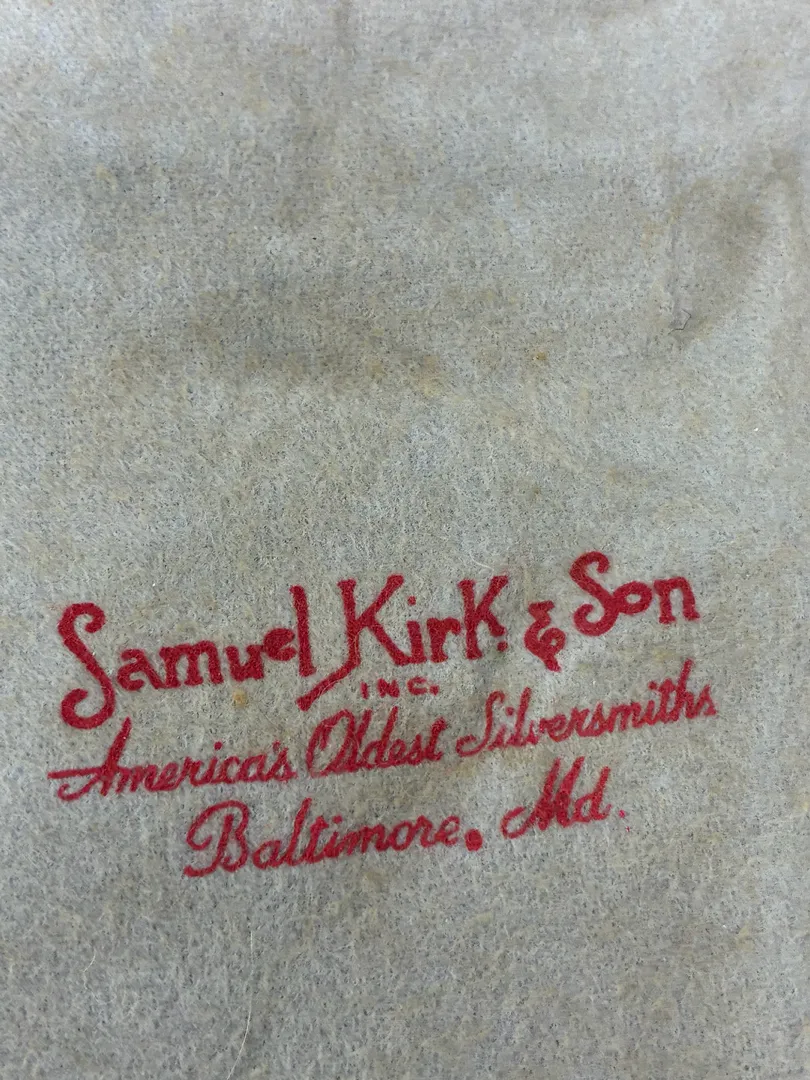 Samuel Kirk & Son
INC.
America's Oldest Silversmiths
Baltimore, Md.